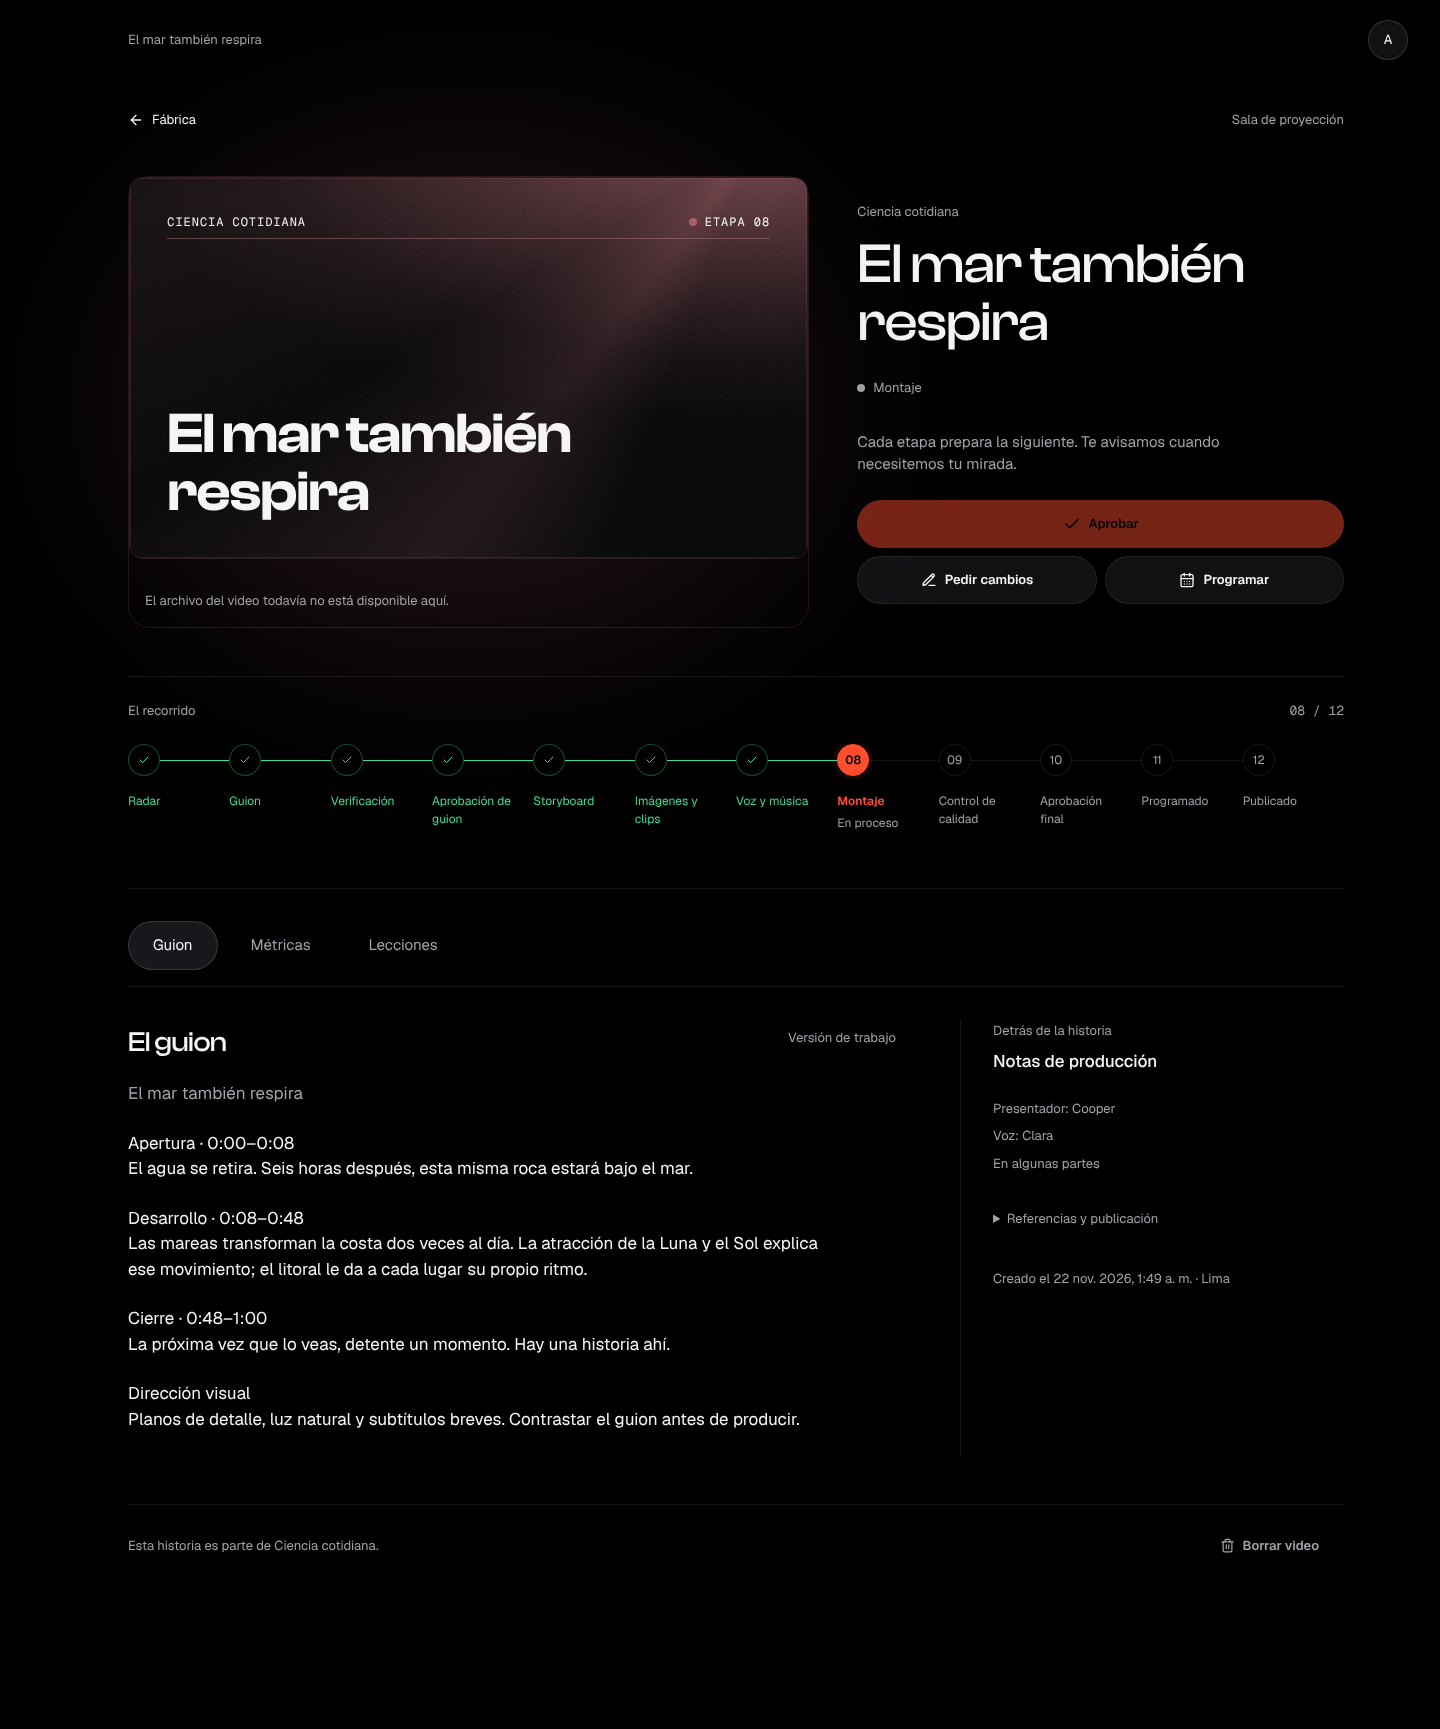 El mar también respira
A
Fábrica
Sala de proyección
CIENCIA COTIDIANA
ETAPA 08
El mar también
respira
El archivo del video todavía no está disponible aquí.
Ciencia cotidiana
El mar también
respira
Montaje
Cada etapa prepara la siguiente. Te avisamos cuando
necesitemos tu mirada.
Aprobar
Pedir cambios
Programar
El recorrido
08 / 12
08
09
10
11
12
Radar
Guion
Verificación
Aprobación de
guion
Storyboard
Imágenes y
clips
Voz y música
Montaje
En proceso
Control de
calidad
Aprobación
final
Programado
Publicado
Guion
Métricas
Lecciones
El guion
Versión de trabajo
El mar también respira
Apertura · 0:00–0:08
El agua se retira. Seis horas después, esta misma roca estará bajo el mar.
Desarrollo · 0:08–0:48
Las mareas transforman la costa dos veces al día. La atracción de la Luna y el Sol explica
ese movimiento; el litoral le da a cada lugar su propio ritmo.
Cierre · 0:48–1:00
La próxima vez que lo veas, detente un momento. Hay una historia ahí.
Dirección visual
Planos de detalle, luz natural y subtítulos breves. Contrastar el guion antes de producir.
Detrás de la historia
Notas de producción
Presentador: Cooper
Voz: Clara
En algunas partes
Referencias y publicación
Creado el 22 nov. 2026, 1:49 a. m. · Lima
Esta historia es parte de Ciencia cotidiana.
Borrar video